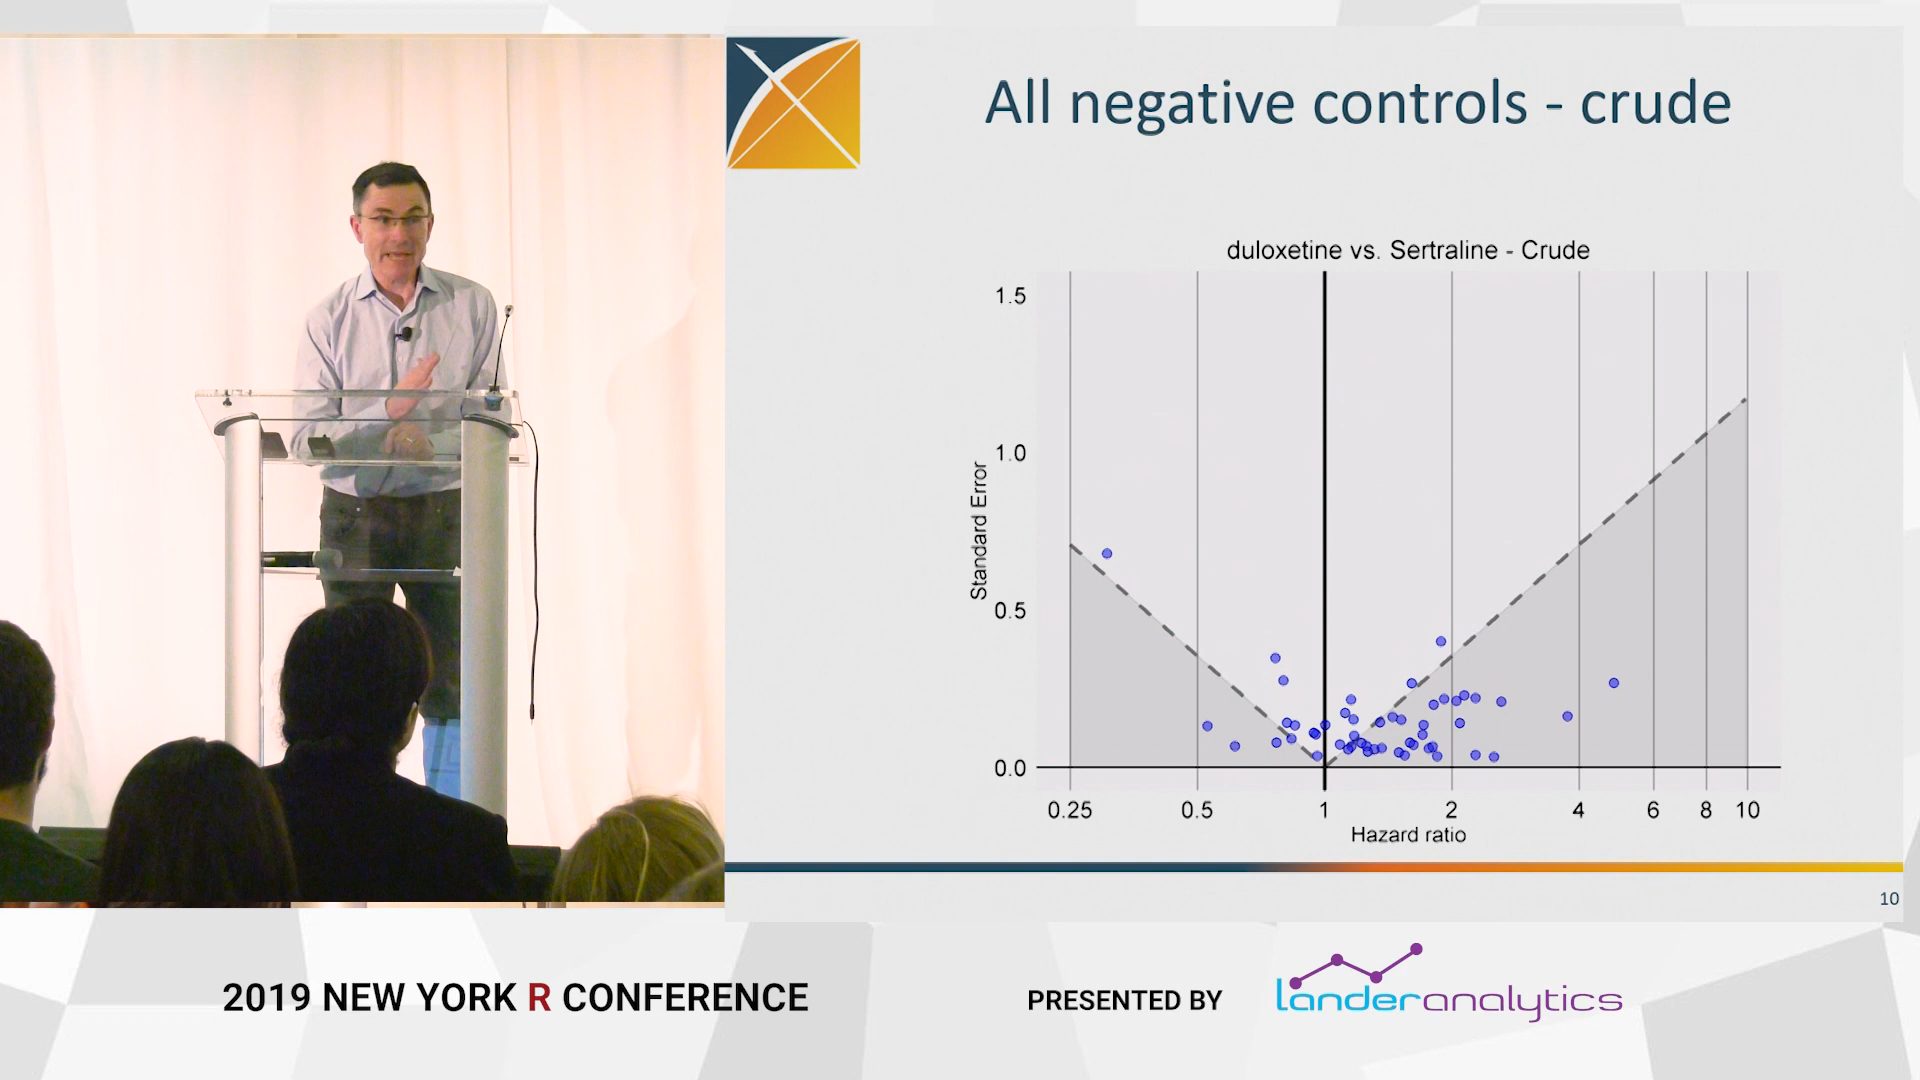 All negative controls - crude
duloxetine vs. Sertraline - Crude
1.5
1.0
0.5
0.0
Standard Error
0.25 0.5 1 2 4 6 8 10
Hazard ratio
10
2019 NEW YORK R CONFERENCE
PRESENTED BY
landeranalytics